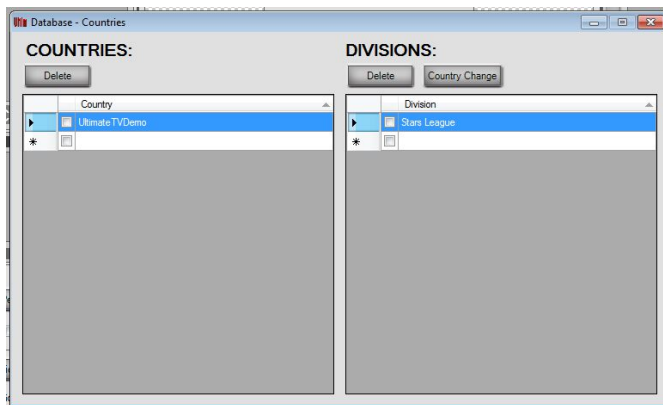 Database - Countries
COUNTRIES:
Delete
Country
UltimateTVDemo
DIVISIONS:
Delete Country Change
Division
Stars League